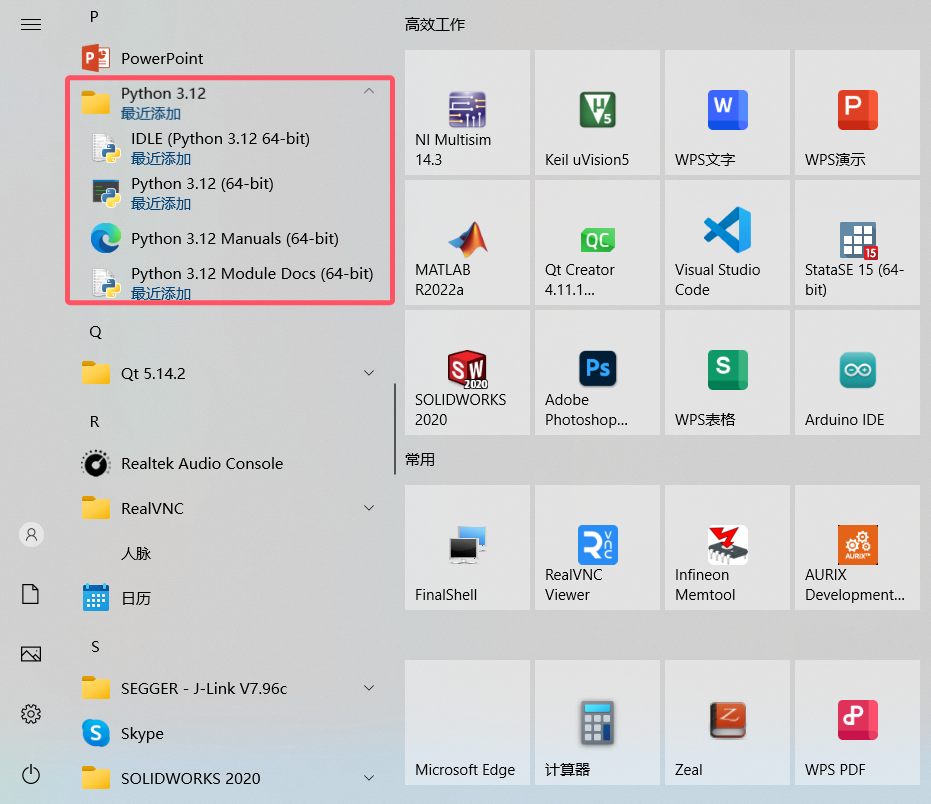 P
PowerPoint
Python 3.12
最近添加
IDLE (Python 3.12 64-bit)
最近添加
Python 3.12 (64-bit)
最近添加
Python 3.12 Manuals (64-bit)
Python 3.12 Module Docs (64-bit)
最近添加
Q
Qt 5.14.2
R
Realtek Audio Console
RealVNC
人脉
日历
S
SEGGER - J-Link V7.96c
Skype
SOLIDWORKS 2020
高效工作
NI Multisim
14.3
Keil uVision5
WPS文字
WPS演示
MATLAB
R2022a
Qt Creator
4.11.1...
Visual Studio
Code
StataSE 15 (64-
bit)
SOLIDWORKS
2020
Adobe
Photoshop...
WPS表格
Arduino IDE
常用
FinalShell
RealVNC
Viewer
Infineon
Memtool
AURIX
Development...
Microsoft Edge
计算器
Zeal
WPS PDF